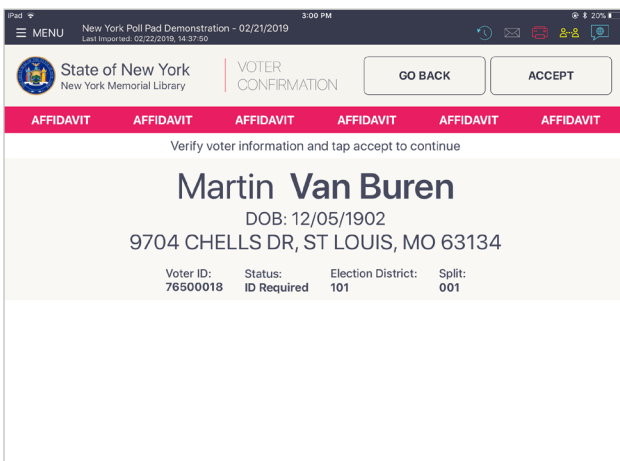 iPad 3:00 PM 20%
MENU New York Poll Pad Demonstration - 02/21/2019
Last Imported: 02/22/2019, 14:37:50
State of New York
New York Memorial Library
VOTER
CONFIRMATION
GO BACK
ACCEPT
AFFIDAVIT AFFIDAVIT AFFIDAVIT AFFIDAVIT AFFIDAVIT AFFIDAVIT
Verify voter information and tap accept to continue
Martin Van Buren
DOB: 12/05/1902
9704 CHELLS DR, ST LOUIS, MO 63134
Voter ID: Status: Election District: Split:
76500018 ID Required 101 001